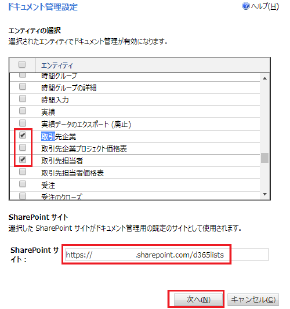 ドキュメント管理設定
ヘルプ(H)
エンティティの選択
選択されたエンティティでドキュメント管理が有効になります。
エンティティ
時間グループ
時間グループの詳細
時間入力
実績
実績データのエクスポート (廃止)
取引先企業
取引先企業プロジェクト価格表
取引先担当者
取引先担当者価格表
受注
受注のクローズ
SharePoint サイト
選択した SharePoint サイトがドキュメント管理用の既定のサイトとして使用されます。
SharePoint サイト：
https:// .sharepoint.com/d365lists
次へ(N)
キャンセル(C)